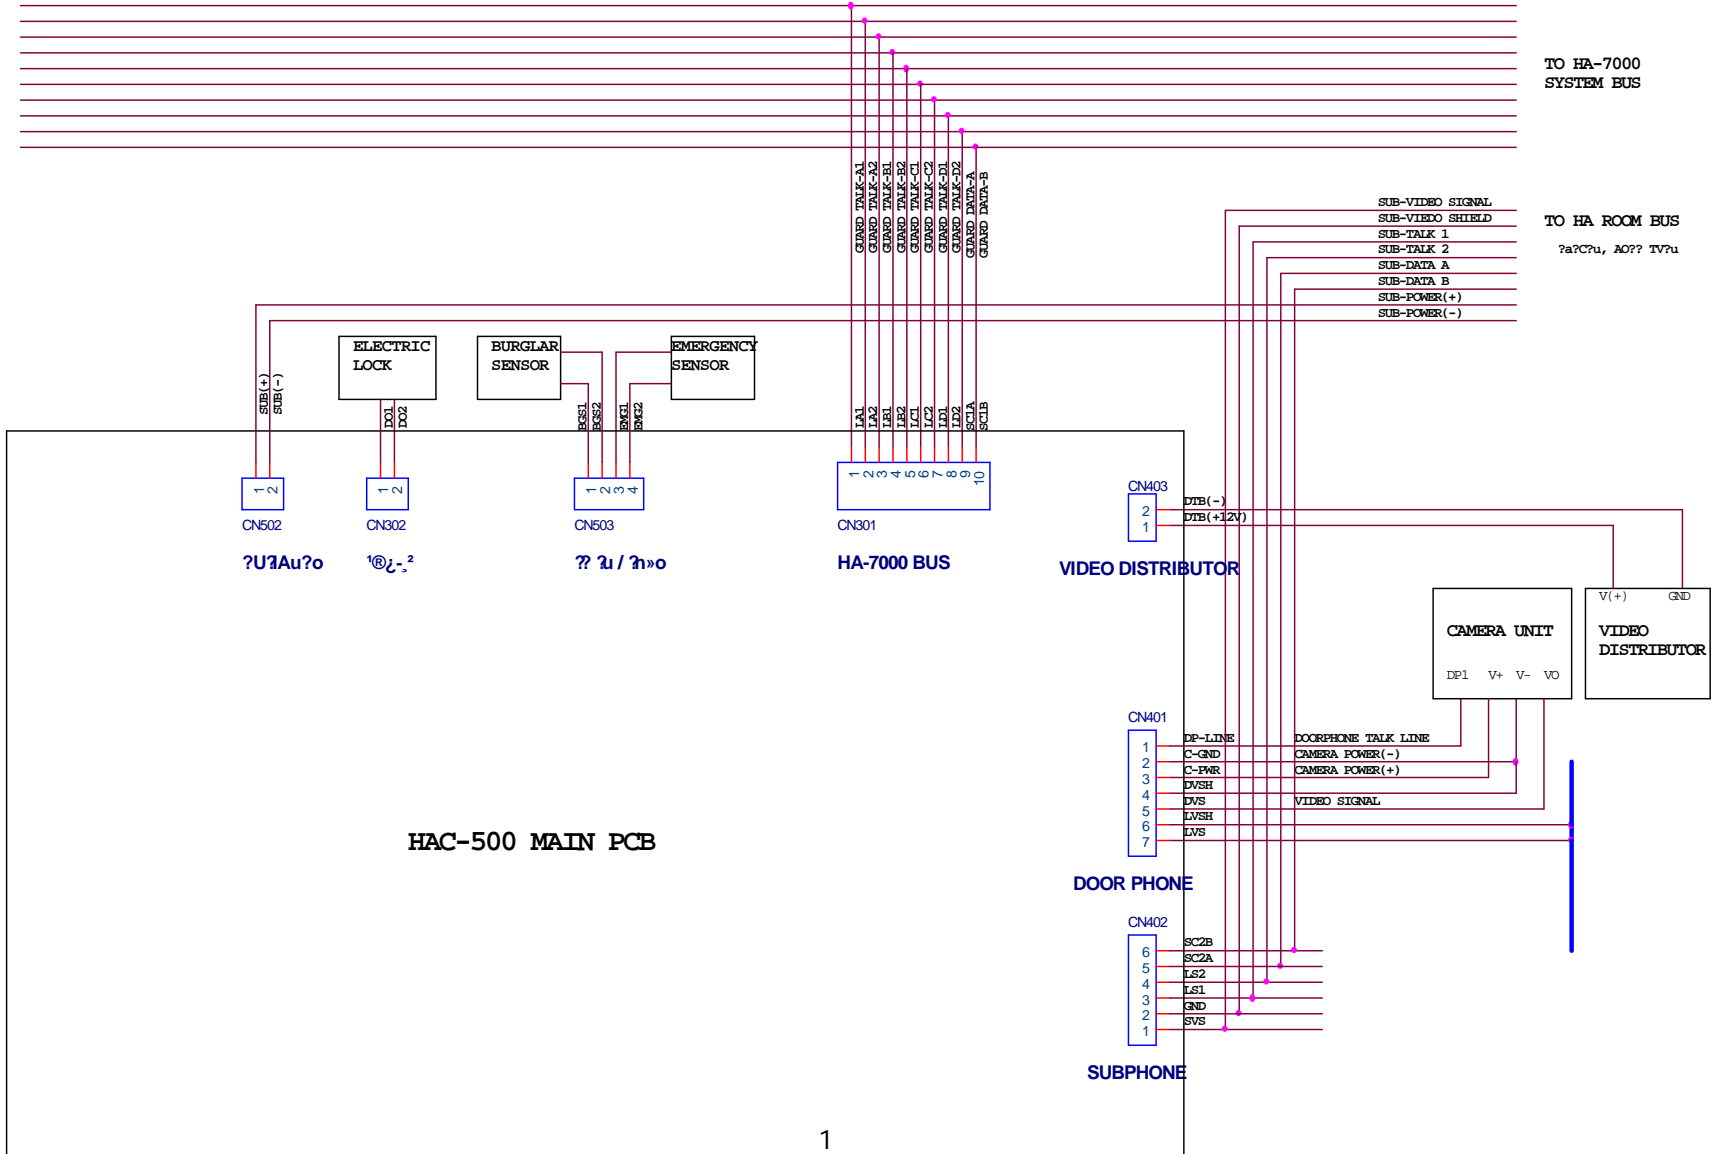 TO HA-7000
SYSTEM BUS
GUARD TALK-A1
GUARD TALK-A2
GUARD TALK-B1
GUARD TALK-B2
GUARD TALK-C1
GUARD TALK-C2
GUARD TALK-D1
GUARD TALK-D2
GUARD DATA-A
GUARD DATA-B
SUB-VIDEO SIGNAL
SUB-VIEDO SHIELD
SUB-TALK 1
SUB-TALK 2
SUB-DATA A
SUB-DATA B
SUB-POWER(+)
SUB-POWER(-)
TO HA ROOM BUS
?a?C?u, AO?? TV?u
ELECTRIC
LOCK
BURGLAR
SENSOR
EMERGENCY
SENSOR
SUB(+)
SUB(-)
DO1
DO2
BGS1
BGS2
EMG1
EMG2
LA1
LA2
LB1
LB2
LC1
LC2
LD1
LD2
SC1A
SC1B
1
2
CN502
?U?lAu?o
1
2
CN302
¹®¿­¸²
1
2
3
4
CN503
?? ?u / ?n»o
1
2
3
4
5
6
7
8
9
10
CN301
HA-7000 BUS
CN403
2
1
DTB(-)
DTB(+12V)
VIDEO DISTRIBUTOR
CAMERA UNIT
DP1 V+ V- VO
V(+) GND
VIDEO
DISTRIBUTOR
CN401
1 DP-LINE DOORPHONE TALK LINE
2 C-GND CAMERA POWER(-)
3 C-PWR CAMERA POWER(+)
4 DVSH
5 DVS VIDEO SIGNAL
6 LVSH
7 LVS
DOOR PHONE
HAC-500 MAIN PCB
CN402
6 SC2B
5 SC2A
4 LS2
3 LS1
2 GND
1 SVS
SUBPHONE
1